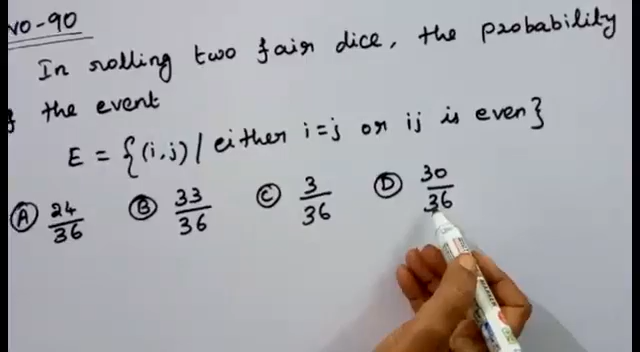 NO-90
In rolling two fair dice, the probability
of the event
E = {(i,j) / either i=j or ij is even}
(A) 24/36 (B) 33/36 (C) 3/36 (D) 30/36